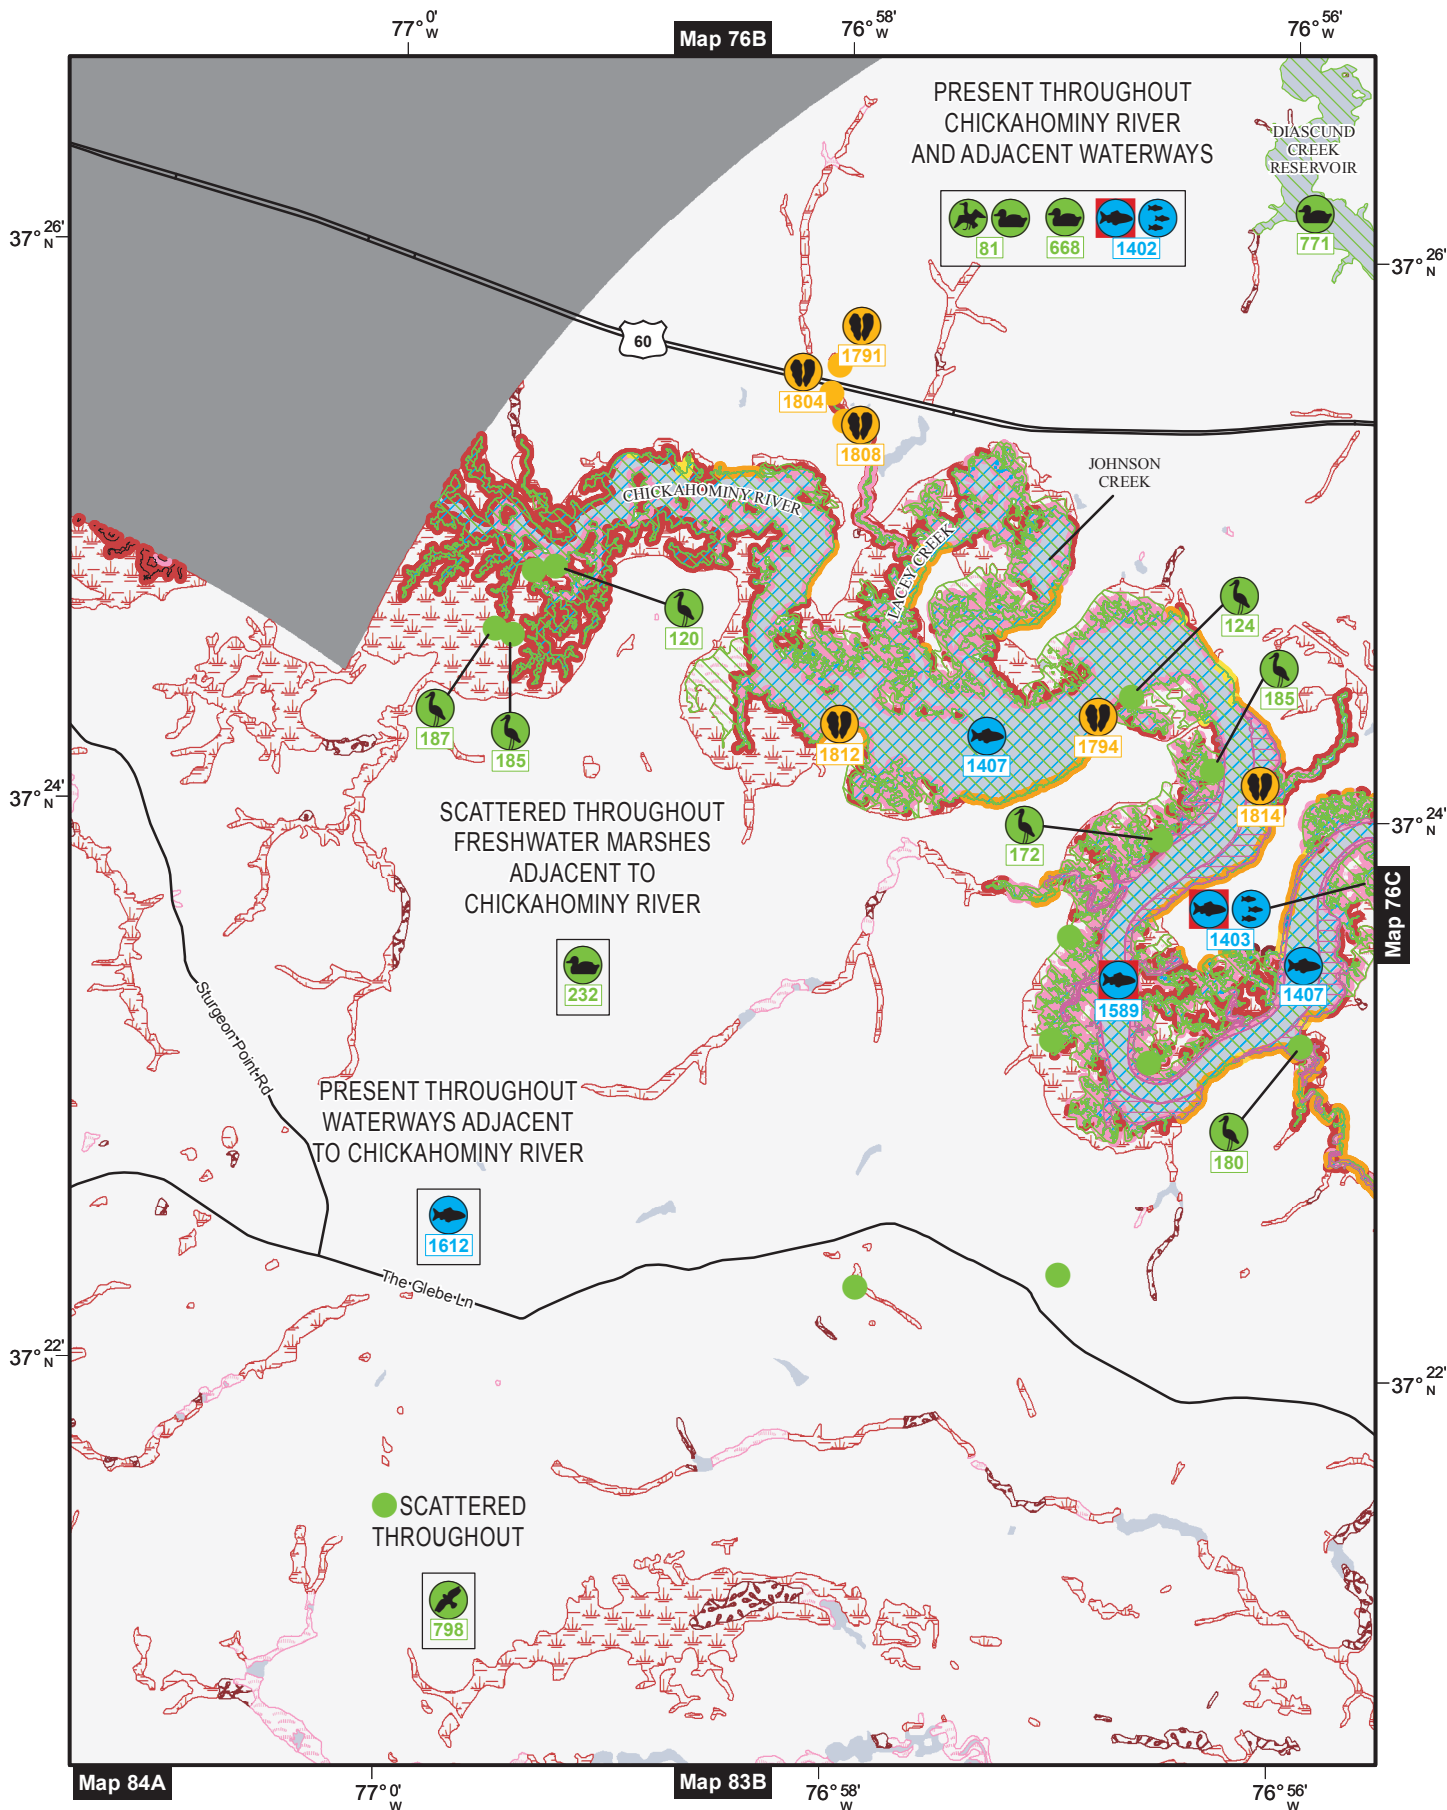 77° 0' W
Map 76B
76° 58' W
76° 56' W
PRESENT THROUGHOUT
CHICKAHOMINY RIVER
AND ADJACENT WATERWAYS
81
668
1402
DIASCUND
CREEK
RESERVOIR
771
37° 26' N
37° 26' N
60
1791
1804
1808
CHICKAHOMINY RIVER
LACEY CREEK
JOHNSON
CREEK
120
124
185
187
185
1812
1407
1794
1814
172
37° 24' N
37° 24' N
SCATTERED THROUGHOUT
FRESHWATER MARSHES
ADJACENT TO
CHICKAHOMINY RIVER
232
1403
Map 76C
1589
1407
Sturgeon Point Rd
PRESENT THROUGHOUT
WATERWAYS ADJACENT
TO CHICKAHOMINY RIVER
1612
180
The Glebe Ln
37° 22' N
37° 22' N
SCATTERED
THROUGHOUT
798
Map 84A
77° 0' W
Map 83B
76° 58' W
76° 56' W